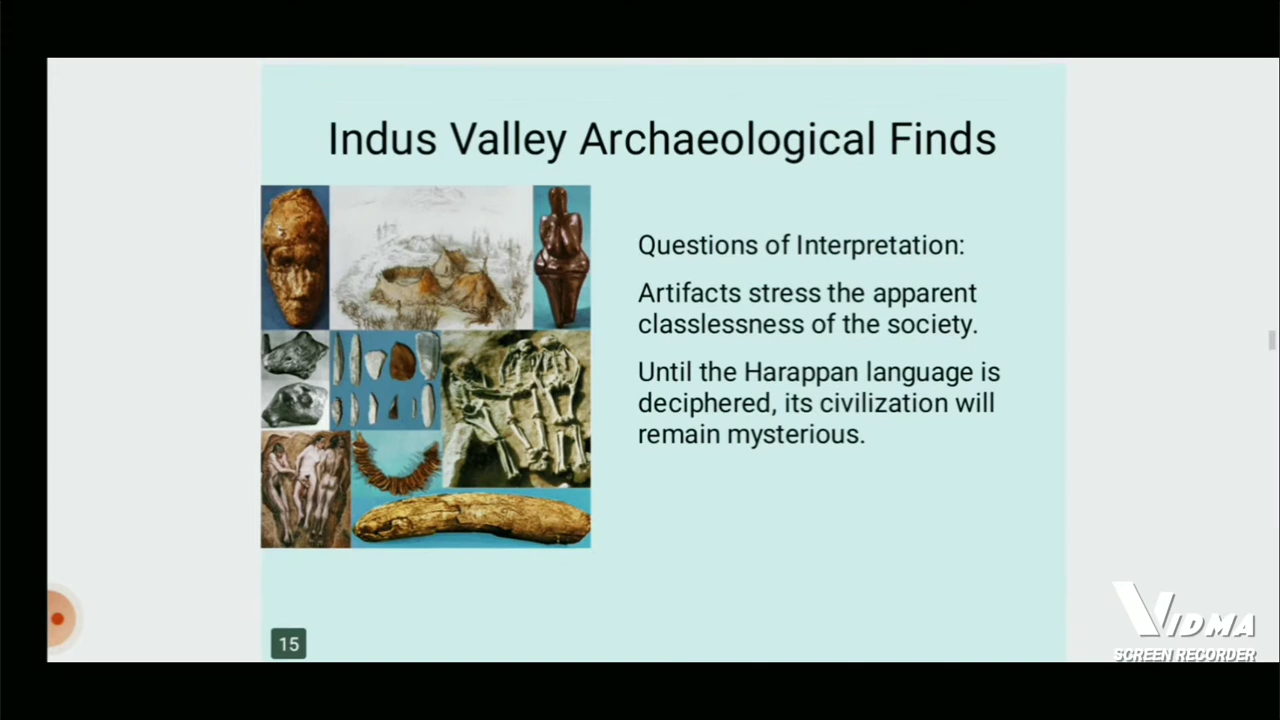 Indus Valley Archaeological Finds
Questions of Interpretation:
Artifacts stress the apparent
classlessness of the society.
Until the Harappan language is
deciphered, its civilization will
remain mysterious.
15
VIDMA
SCREEN RECORDER